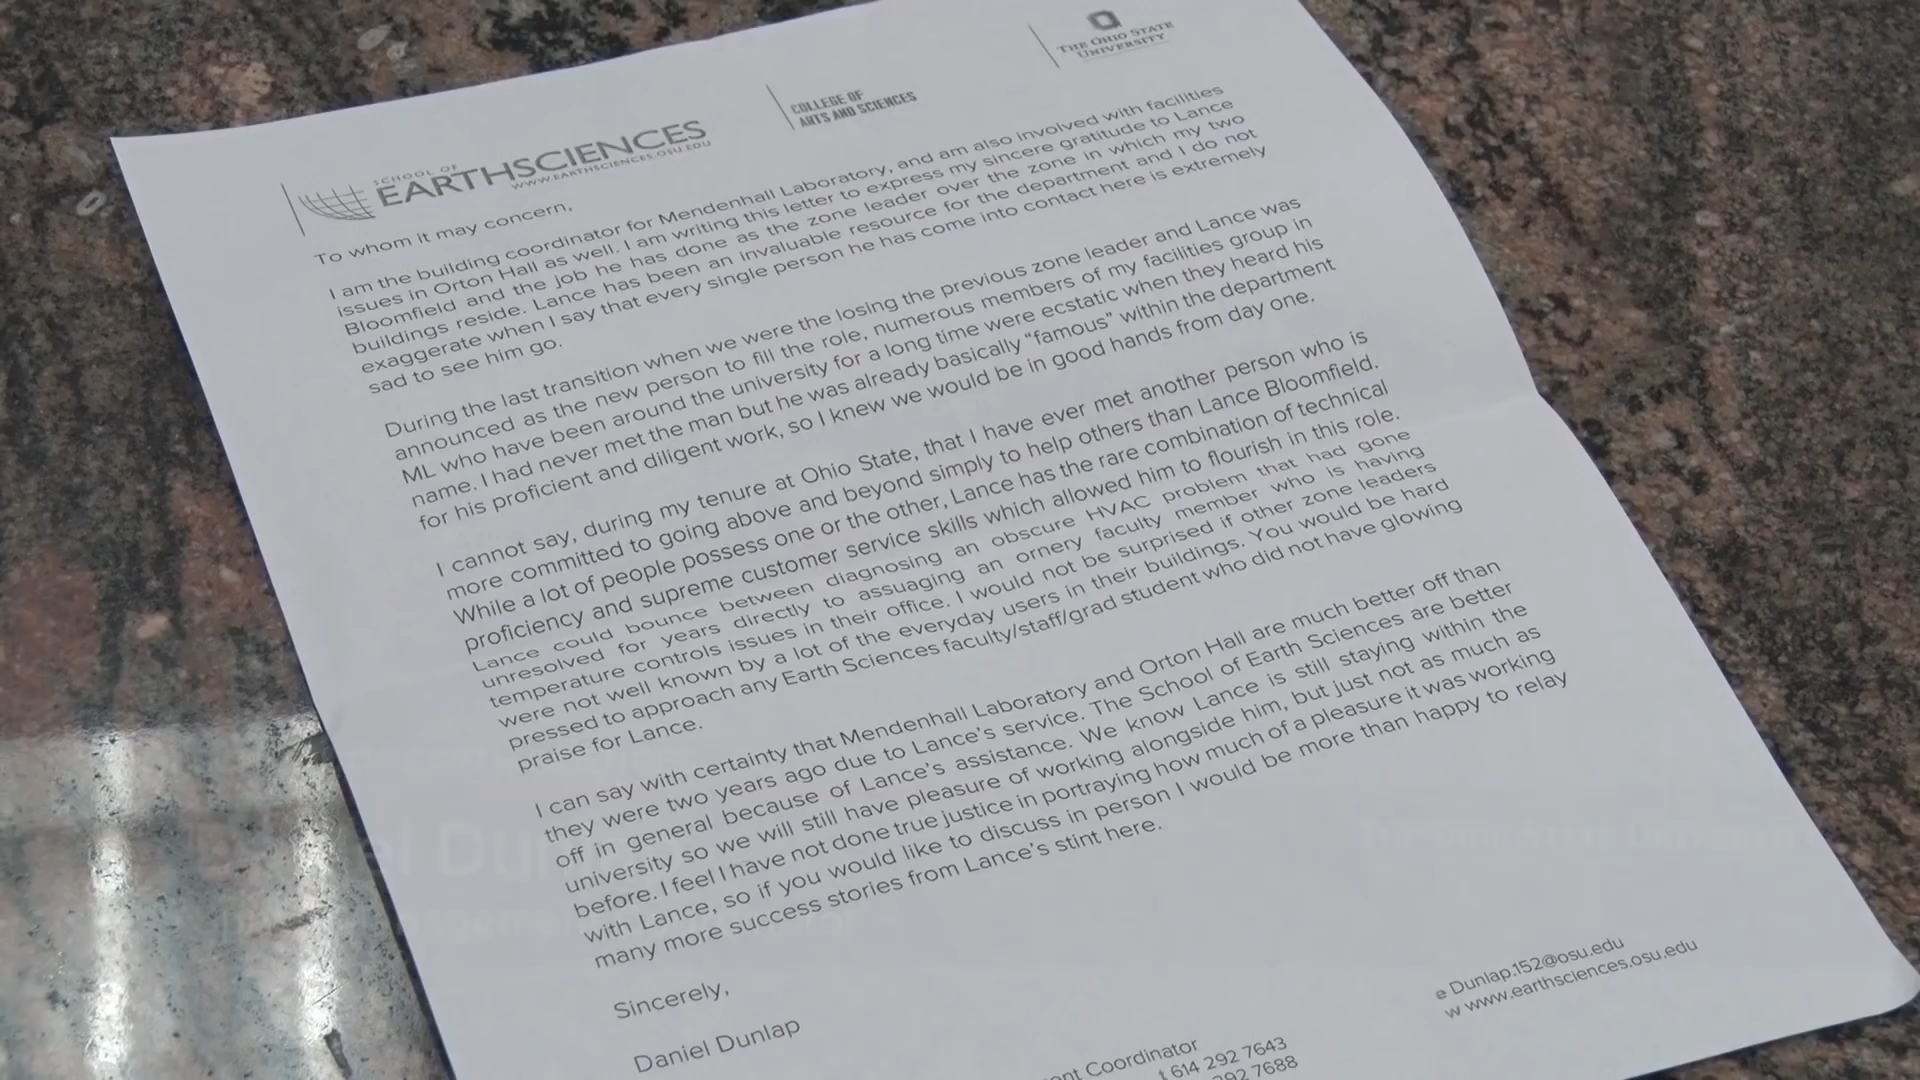 THE OHIO STATE
UNIVERSITY
COLLEGE OF
ARTS AND SCIENCES
SCHOOL OF
EARTHSCIENCES
WWW.EARTHSCIENCES.OSU.EDU
To whom it may concern,
I am the building coordinator for Mendenhall Laboratory, and am also involved with facilities
issues in Orton Hall as well. I am writing this letter to express my sincere gratitude to Lance
Bloomfield and the job he has done as the zone leader over the zone in which my two
buildings reside. Lance has been an invaluable resource for the department and I do not
exaggerate when I say that every single person he has come into contact here is extremely
sad to see him go.
During the last transition when we were the losing the previous zone leader and Lance was
announced as the new person to fill the role, numerous members of my facilities group in
ML who have been around the university for a long time were ecstatic when they heard his
name. I had never met the man but he was already basically “famous” within the department
for his proficient and diligent work, so I knew we would be in good hands from day one.
I cannot say, during my tenure at Ohio State, that I have ever met another person who is
more committed to going above and beyond simply to help others than Lance Bloomfield.
While a lot of people possess one or the other, Lance has the rare combination of technical
proficiency and supreme customer service skills which allowed him to flourish in this role.
Lance could bounce between diagnosing an obscure HVAC problem that had gone
unresolved for years directly to assuaging an ornery faculty member who is having
temperature controls issues in their office. I would not be surprised if other zone leaders
were not well known by a lot of the everyday users in their buildings. You would be hard
pressed to approach any Earth Sciences faculty/staff/grad student who did not have glowing
praise for Lance.
I can say with certainty that Mendenhall Laboratory and Orton Hall are much better off than
they were two years ago due to Lance’s service. The School of Earth Sciences are better
off in general because of Lance’s assistance. We know Lance is still staying within the
university so we will still have pleasure of working alongside him, but just not as much as
before. I feel I have not done true justice in portraying how much of a pleasure it was working
with Lance, so if you would like to discuss in person I would be more than happy to relay
many more success stories from Lance’s stint here.
Sincerely,
Daniel Dunlap
Coordinator
t 614 292 7643
292 7688
e Dunlap.152@osu.edu
w www.earthsciences.osu.edu